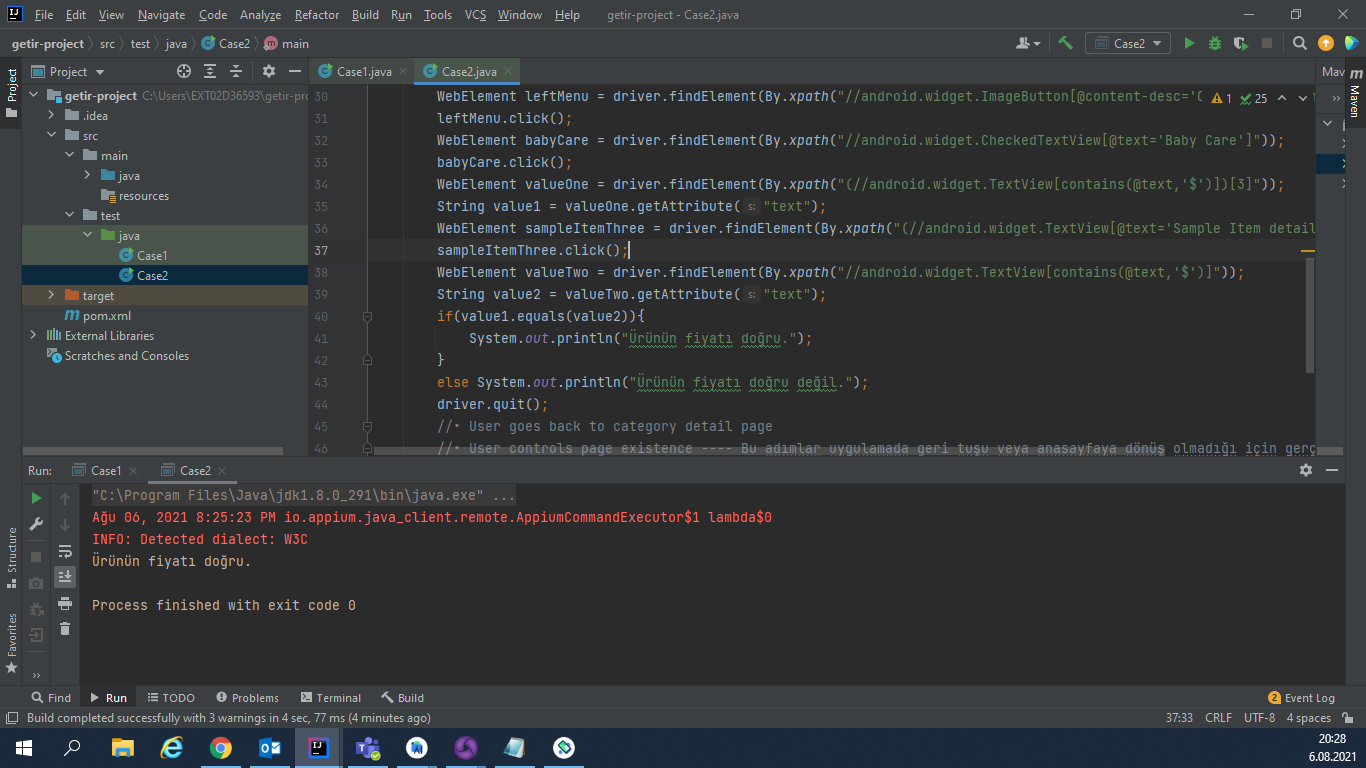 File Edit View Navigate Code Analyze Refactor Build Run Tools VCS Window Help getir-project - Case2.java
getir-project src test java Case2 main
Case2
Project
Case1.java
Case2.java
Mav
Project
Maven
getir-project C:\Users\EXT02D36593\getir-pro
.idea
src
main
java
resources
test
java
Case1
Case2
target
pom.xml
External Libraries
Scratches and Consoles
1 25
30 WebElement leftMenu = driver.findElement(By.xpath("//android.widget.ImageButton[@content-desc='O
31 leftMenu.click();
32 WebElement babyCare = driver.findElement(By.xpath("//android.widget.CheckedTextView[@text='Baby Care']"));
33 babyCare.click();
34 WebElement valueOne = driver.findElement(By.xpath("(//android.widget.TextView[contains(@text,'$')])[3]"));
35 String value1 = valueOne.getAttribute( s: "text");
36 WebElement sampleItemThree = driver.findElement(By.xpath("(//android.widget.TextView[@text='Sample Item detail
37 sampleItemThree.click();
38 WebElement valueTwo = driver.findElement(By.xpath("//android.widget.TextView[contains(@text,'$')]"));
39 String value2 = valueTwo.getAttribute( s: "text");
40 if(value1.equals(value2)){
41 System.out.println("Ürünün fiyatı doğru.");
42 }
43 else System.out.println("Ürünün fiyatı doğru değil.");
44 driver.quit();
45 //• User goes back to category detail page
46 //• User controls page existence ---- Bu adımlar uygulamada geri tuşu veya anasayfaya dönüş olmadığı için gerç
Run: Case1 Case2
"C:\Program Files\Java\jdk1.8.0_291\bin\java.exe" ...
Ağu 06, 2021 8:25:23 PM io.appium.java_client.remote.AppiumCommandExecutor$1 lambda$0
INFO: Detected dialect: W3C
Ürünün fiyatı doğru.
Process finished with exit code 0
Structure
Favorites
Find Run TODO Problems Terminal Build 2 Event Log
Build completed successfully with 3 warnings in 4 sec, 77 ms (4 minutes ago) 37:33 CRLF UTF-8 4 spaces
20:28
6.08.2021